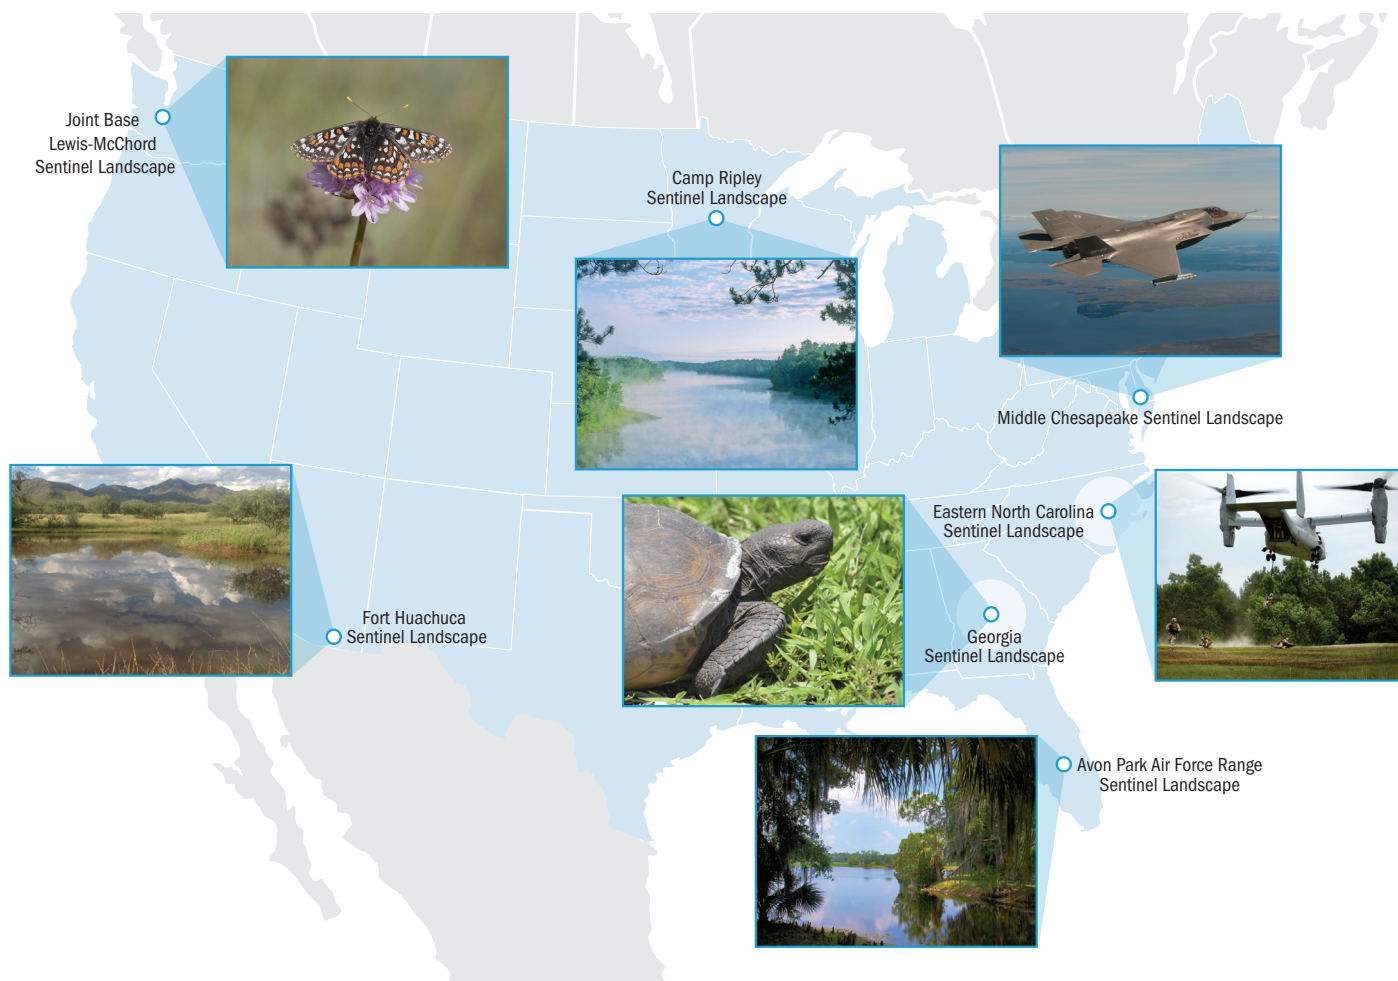 Joint Base
Lewis-McChord
Sentinel Landscape
Camp Ripley
Sentinel Landscape
Middle Chesapeake Sentinel Landscape
Eastern North Carolina
Sentinel Landscape
Fort Huachuca
Sentinel Landscape
Georgia
Sentinel Landscape
Avon Park Air Force Range
Sentinel Landscape